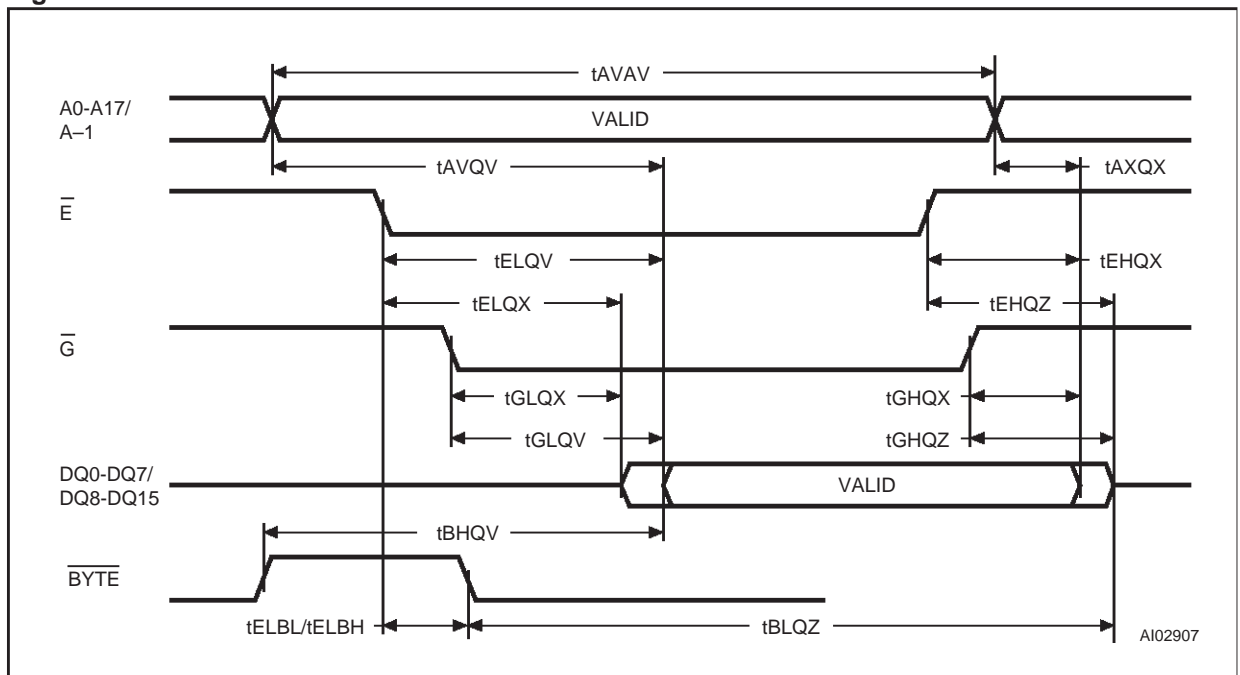 tAVAV
A0-A17/
A–1
VALID
tAVQV
tAXQX
E
tELQV
tEHQX
tELQX
tEHQZ
G
tGLQX
tGHQX
tGLQV
tGHQZ
DQ0-DQ7/
DQ8-DQ15
VALID
tBHQV
BYTE
tELBL/tELBH
tBLQZ
AI02907